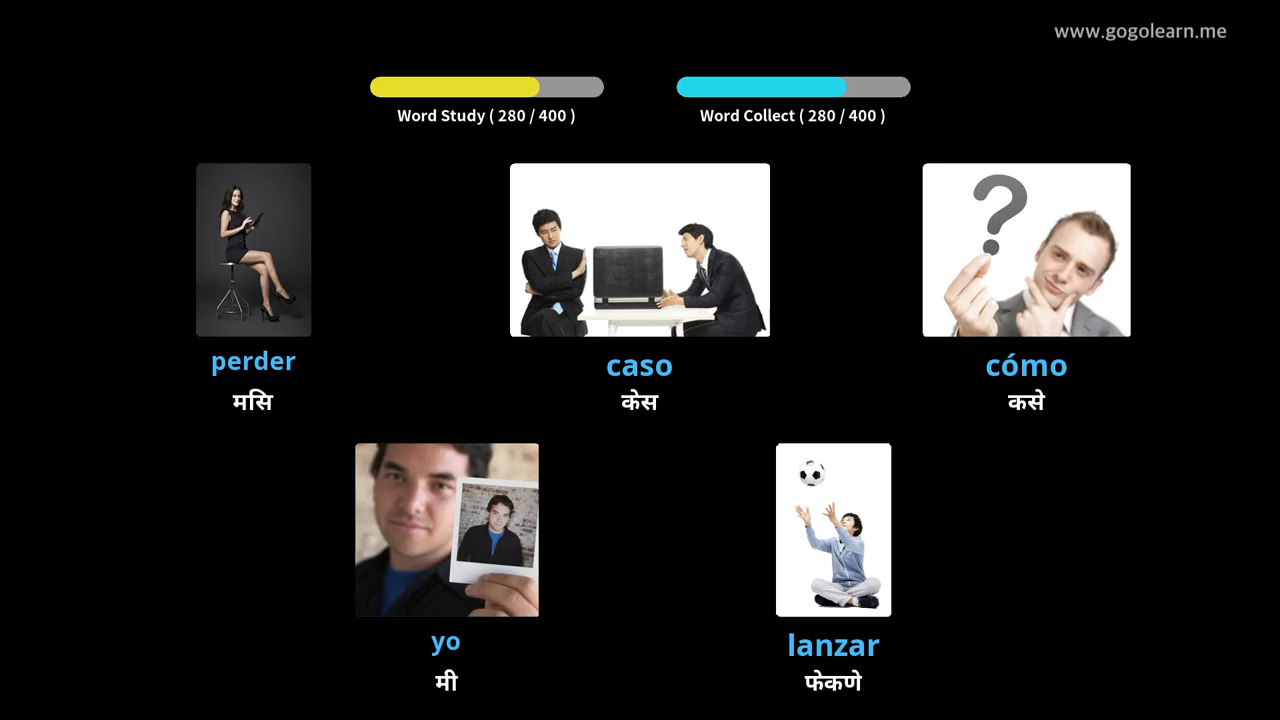 www.gogolearn.me
Word Study ( 280 / 400 )
Word Collect ( 280 / 400 )
perder
मसि
caso
केस
cómo
कसे
yo
मी
lanzar
फेकणे